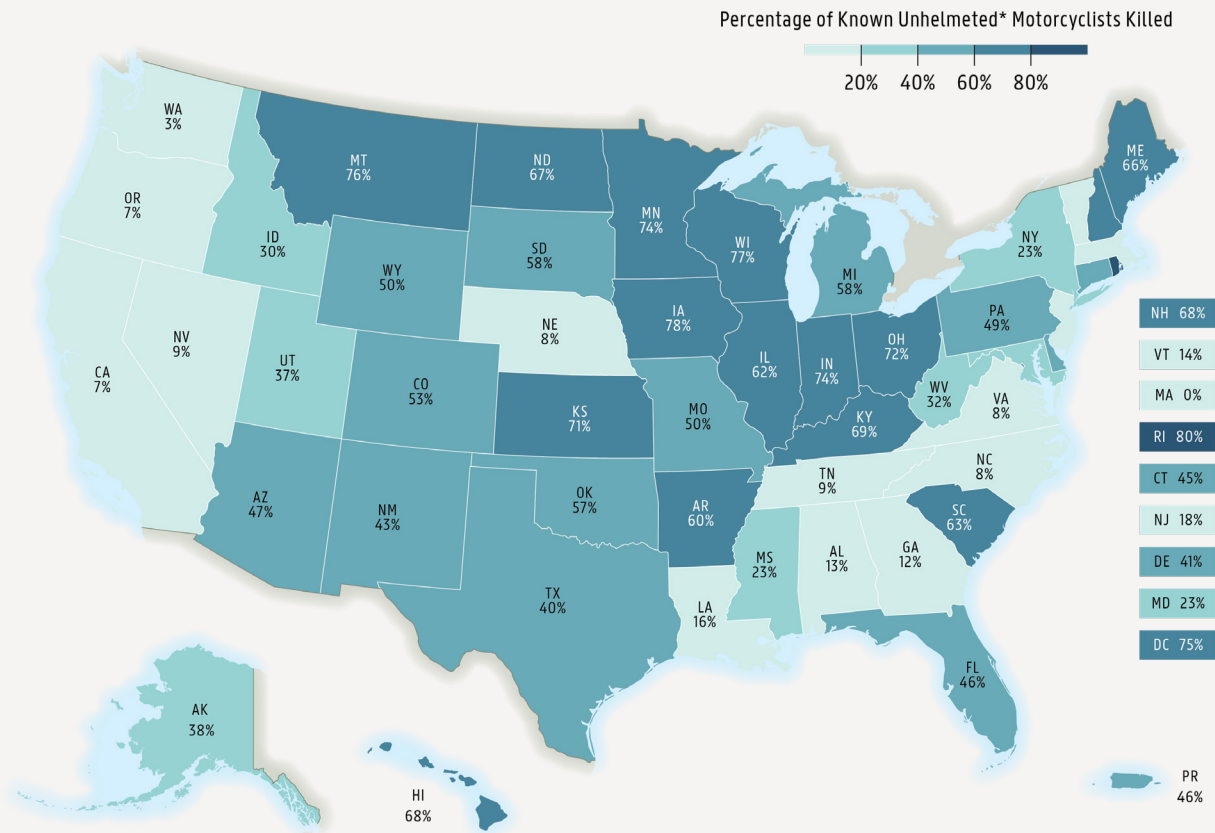 Percentage of Known Unhelmeted* Motorcyclists Killed
20% 40% 60% 80%
WA
3%
OR
7%
CA
7%
NV
9%
ID
30%
MT
76%
ND
67%
MN
74%
WI
77%
MI
58%
NY
23%
ME
66%
WY
50%
SD
58%
NE
8%
IA
78%
IL
62%
IN
74%
OH
72%
PA
49%
UT
37%
CO
53%
KS
71%
MO
50%
KY
69%
WV
32%
VA
8%
AZ
47%
NM
43%
OK
57%
AR
60%
TN
9%
NC
8%
SC
63%
TX
40%
LA
16%
MS
23%
AL
13%
GA
12%
FL
46%
AK
38%
HI
68%
PR
46%
NH 68%
VT 14%
MA 0%
RI 80%
CT 45%
NJ 18%
DE 41%
MD 23%
DC 75%